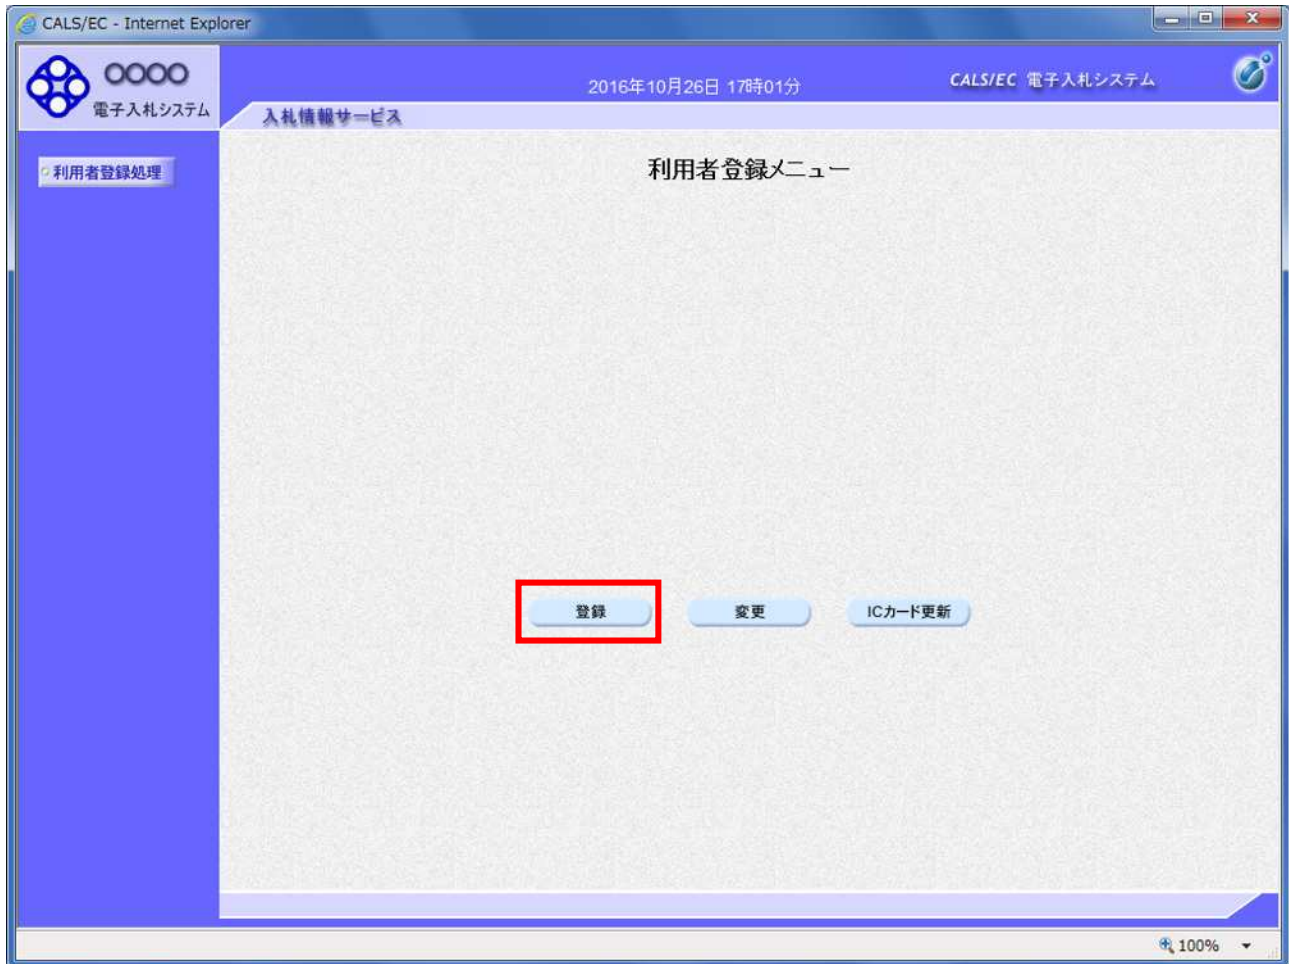 CALS/EC - Internet Explorer
〇〇〇〇
電子入札システム
2016年10月26日 17時01分
CALS/EC 電子入札システム
入札情報サービス
利用者登録処理
利用者登録メニュー
登録
変更
ICカード更新
100%